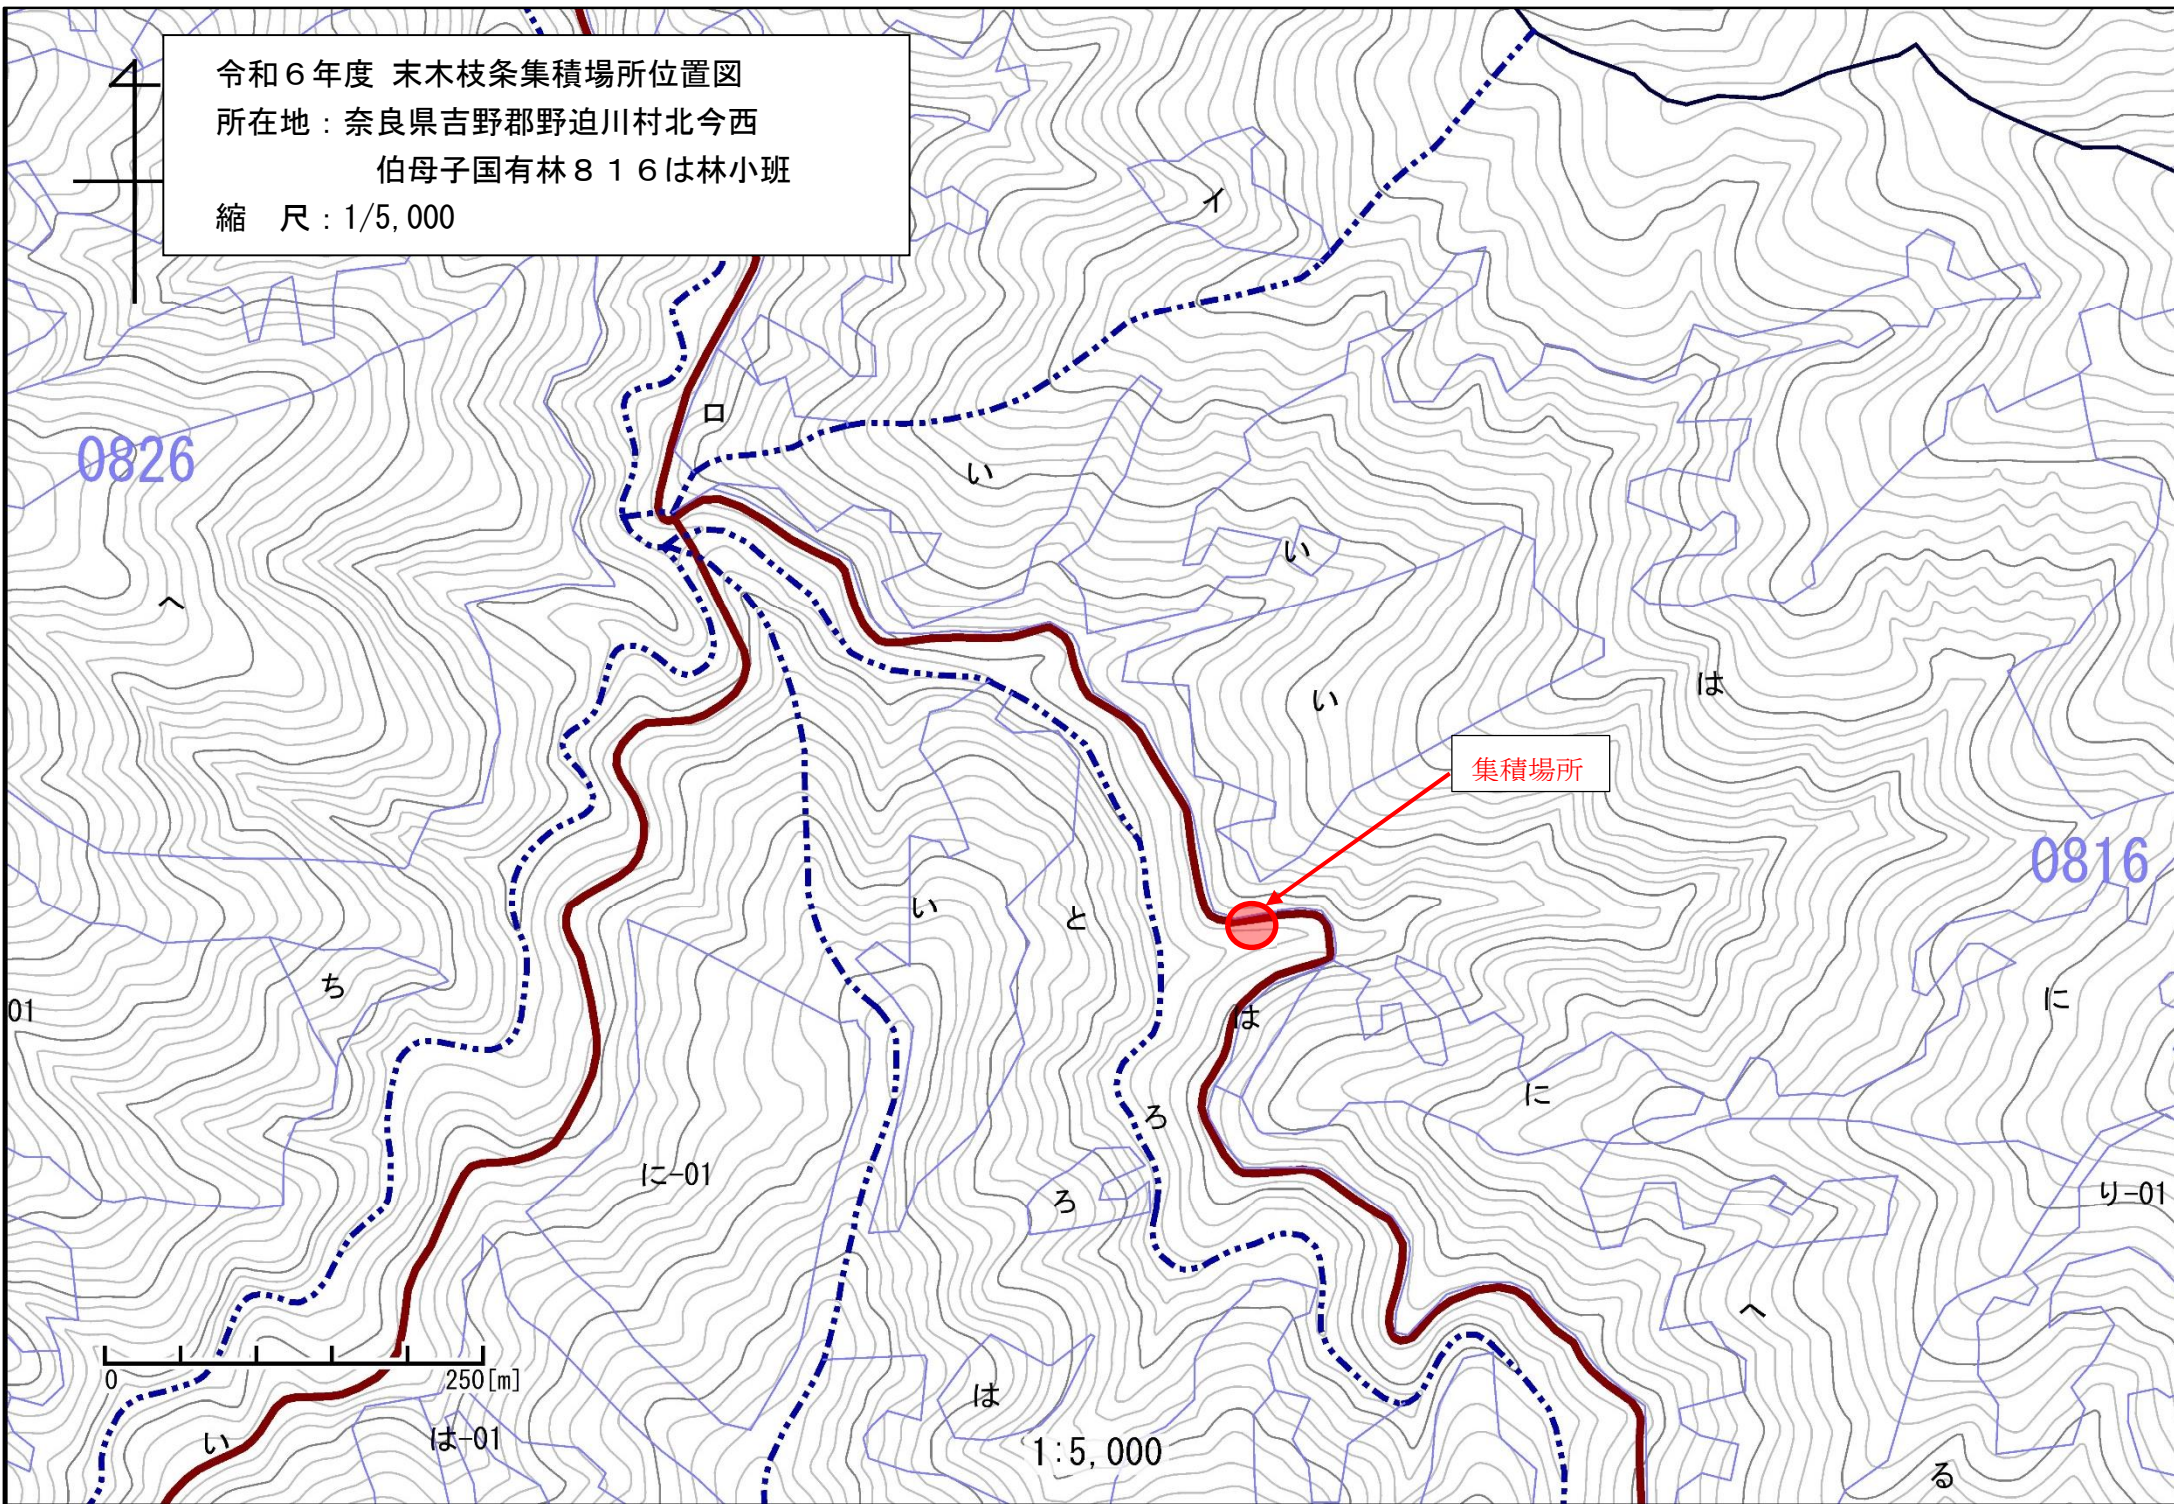 令和６年度 末木枝条集積場所位置図
所在地：奈良県吉野郡野迫川村北今西
伯母子国有林８１６は林小班
縮　尺：1/5,000
イ
ロ
0826
い
い
へ
は
い
集積場所
0816
い
と
ち
01
は
に
に
ろ
に-01
ろ
り-01
へ
0
250[m]
は
い
は-01
1:5,000
る